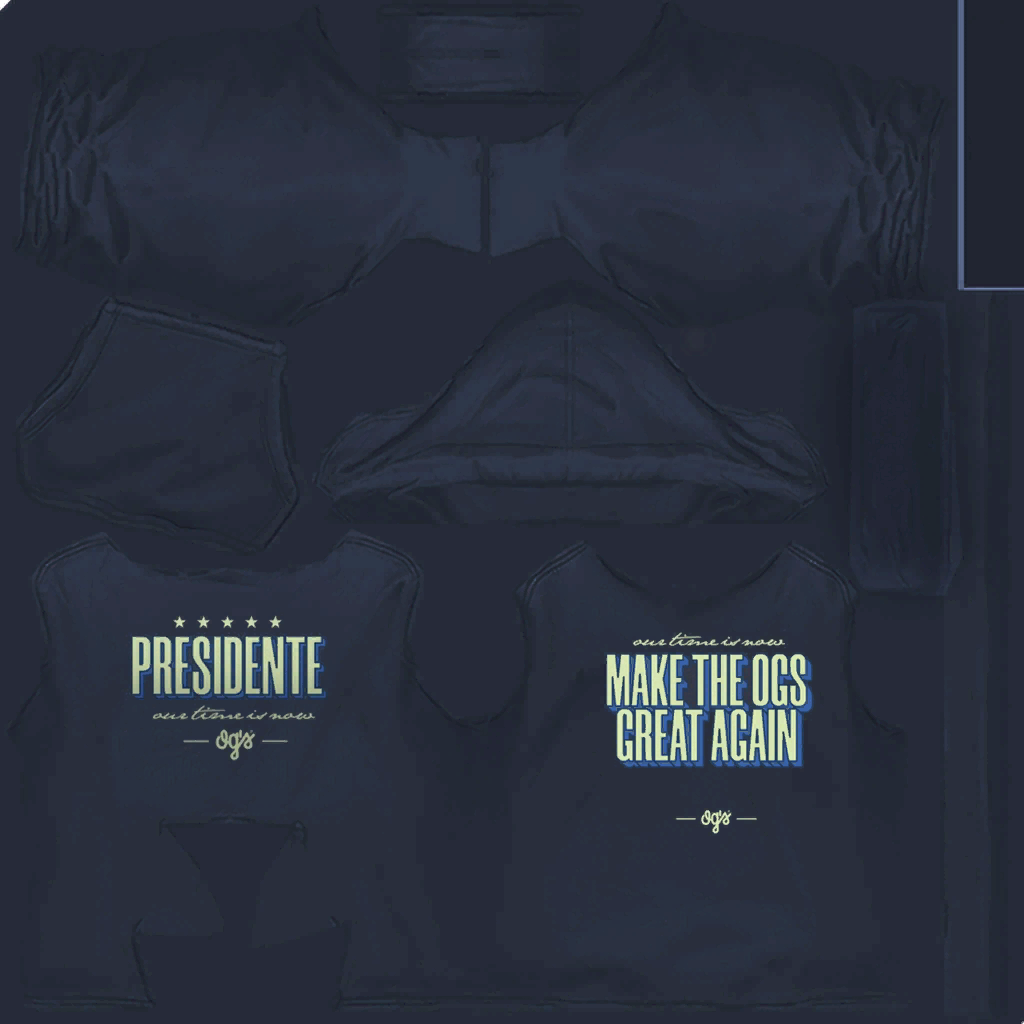 PRESIDENTE
our time is now
og's
our time is now
MAKE THE OGS
GREAT AGAIN
og's